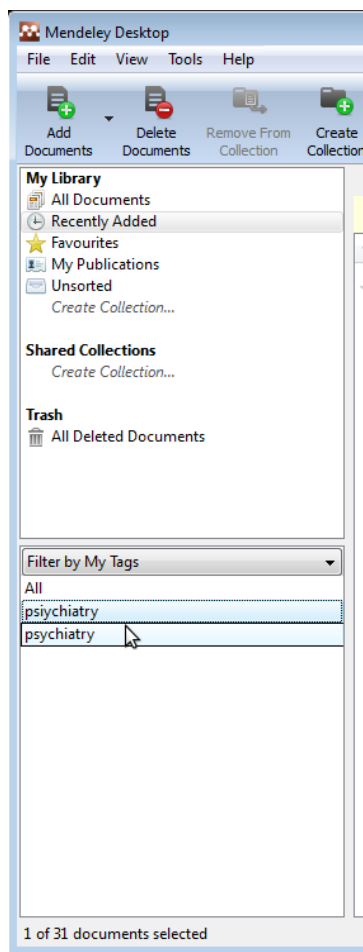 Mendeley Desktop
File Edit View Tools Help
Add Documents
Delete Documents
Remove From Collection
Create Collection
My Library
All Documents
Recently Added
Favourites
My Publications
Unsorted
Create Collection...
Shared Collections
Create Collection...
Trash
All Deleted Documents
Filter by My Tags
All
psiychiatry
psychiatry
1 of 31 documents selected